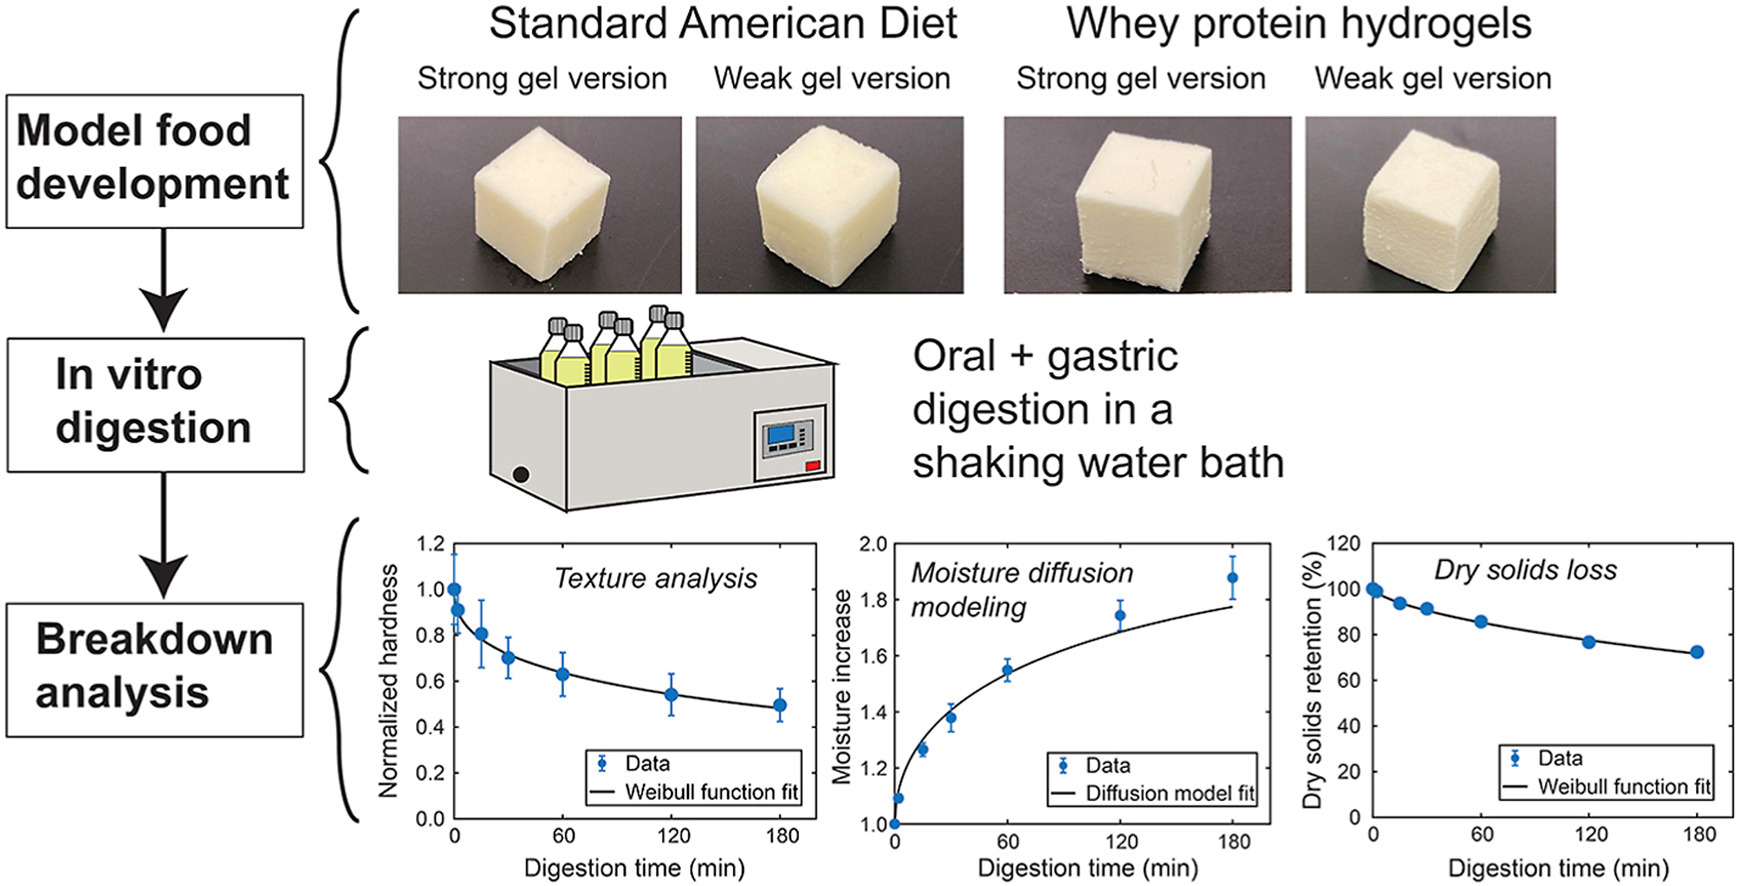 Standard American Diet
Whey protein hydrogels
Strong gel version
Weak gel version
Strong gel version
Weak gel version
Model food
development
In vitro
digestion
Oral + gastric
digestion in a
shaking water bath
Breakdown
analysis
Normalized hardness
1.2
1.0
0.8
0.6
0.4
0.2
0.0
Texture analysis
Data
Weibull function fit
0
60
120
180
Digestion time (min)
Moisture increase
2.0
1.8
1.6
1.4
1.2
1.0
Moisture diffusion
modeling
Data
Diffusion model fit
0
60
120
180
Digestion time (min)
Dry solids retention (%)
120
100
80
60
40
20
0
Dry solids loss
Data
Weibull function fit
0
60
120
180
Digestion time (min)